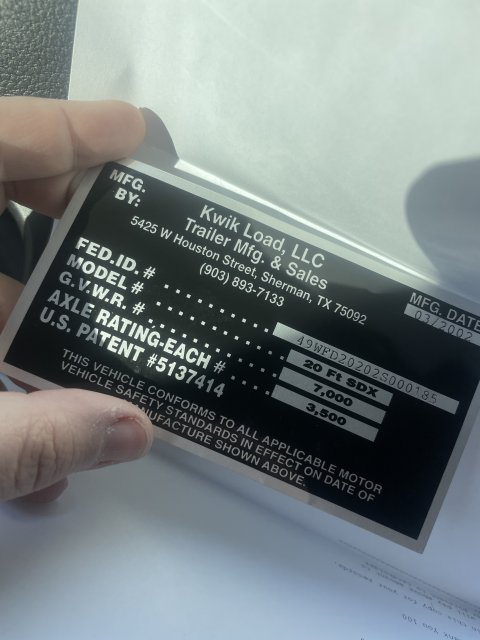 MFG. BY:
Kwik Load, LLC
Trailer Mfg. & Sales
5425 W Houston Street, Sherman, TX 75092
(903) 893-7133
MFG. DATE
03/2002
FED.ID. # 49WPD20202S000185
MODEL # 20 Ft SDX
G.V.W.R. # 7,000
AXLE RATING-EACH # 3,500
U.S. PATENT #5137414
THIS VEHICLE CONFORMS TO ALL APPLICABLE MOTOR
VEHICLE SAFETY STANDARDS IN EFFECT ON DATE OF
MANUFACTURE SHOWN ABOVE.